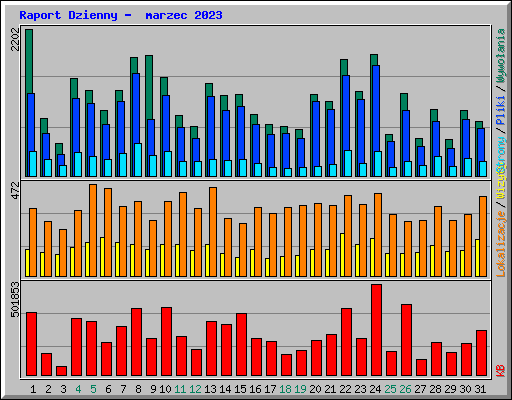 Raport Dzienny - marzec 2023
2202
472
501853
Wywołania / Pliki / Strony
Wizyty / Lokalizacje
KB
1 2 3 4 5 6 7 8 9 10 11 12 13 14 15 16 17 18 19 20 21 22 23 24 25 26 27 28 29 30 31